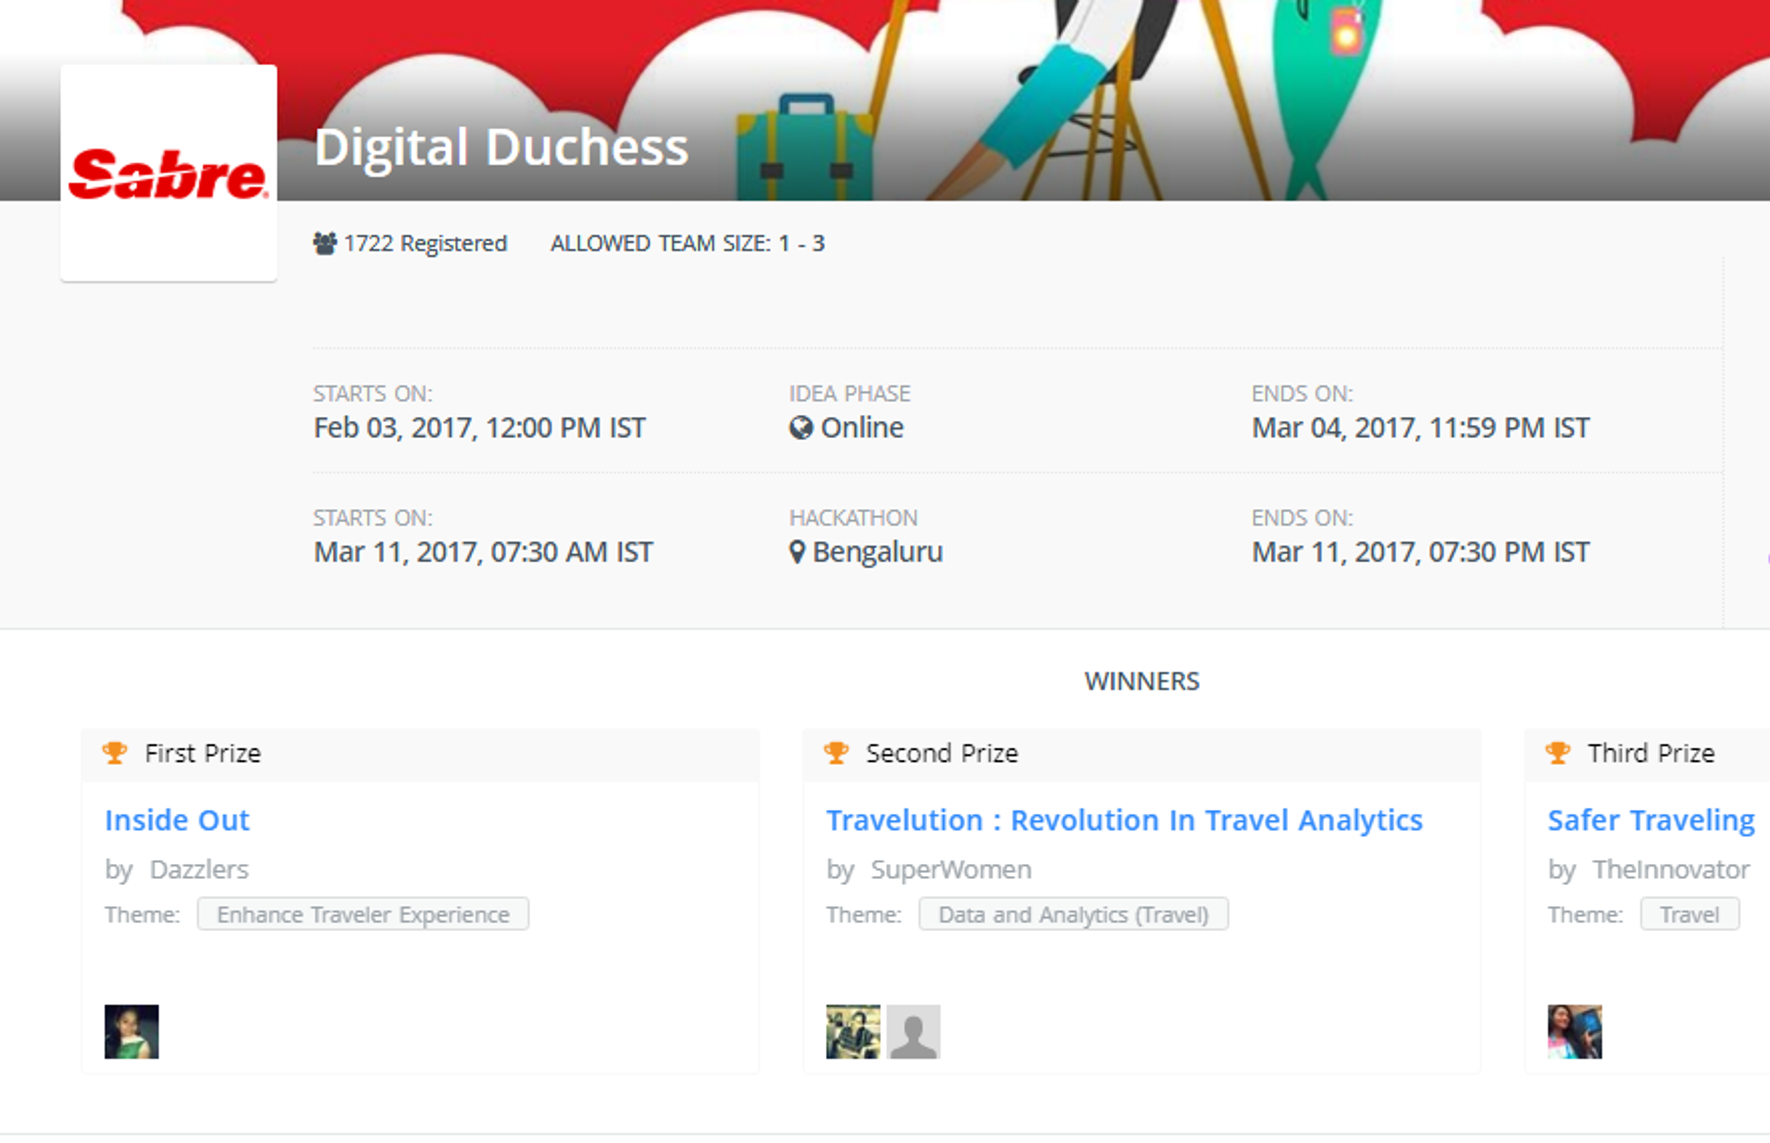 Sabre
Digital Duchess
1722 Registered ALLOWED TEAM SIZE: 1 - 3
STARTS ON: IDEA PHASE ENDS ON:
Feb 03, 2017, 12:00 PM IST Online Mar 04, 2017, 11:59 PM IST
STARTS ON: HACKATHON ENDS ON:
Mar 11, 2017, 07:30 AM IST Bengaluru Mar 11, 2017, 07:30 PM IST
WINNERS
First Prize
Inside Out
by Dazzlers
Theme: Enhance Traveler Experience
Second Prize
Travelution : Revolution In Travel Analytics
by SuperWomen
Theme: Data and Analytics (Travel)
Third Prize
Safer Traveling
by TheInnovator
Theme: Travel